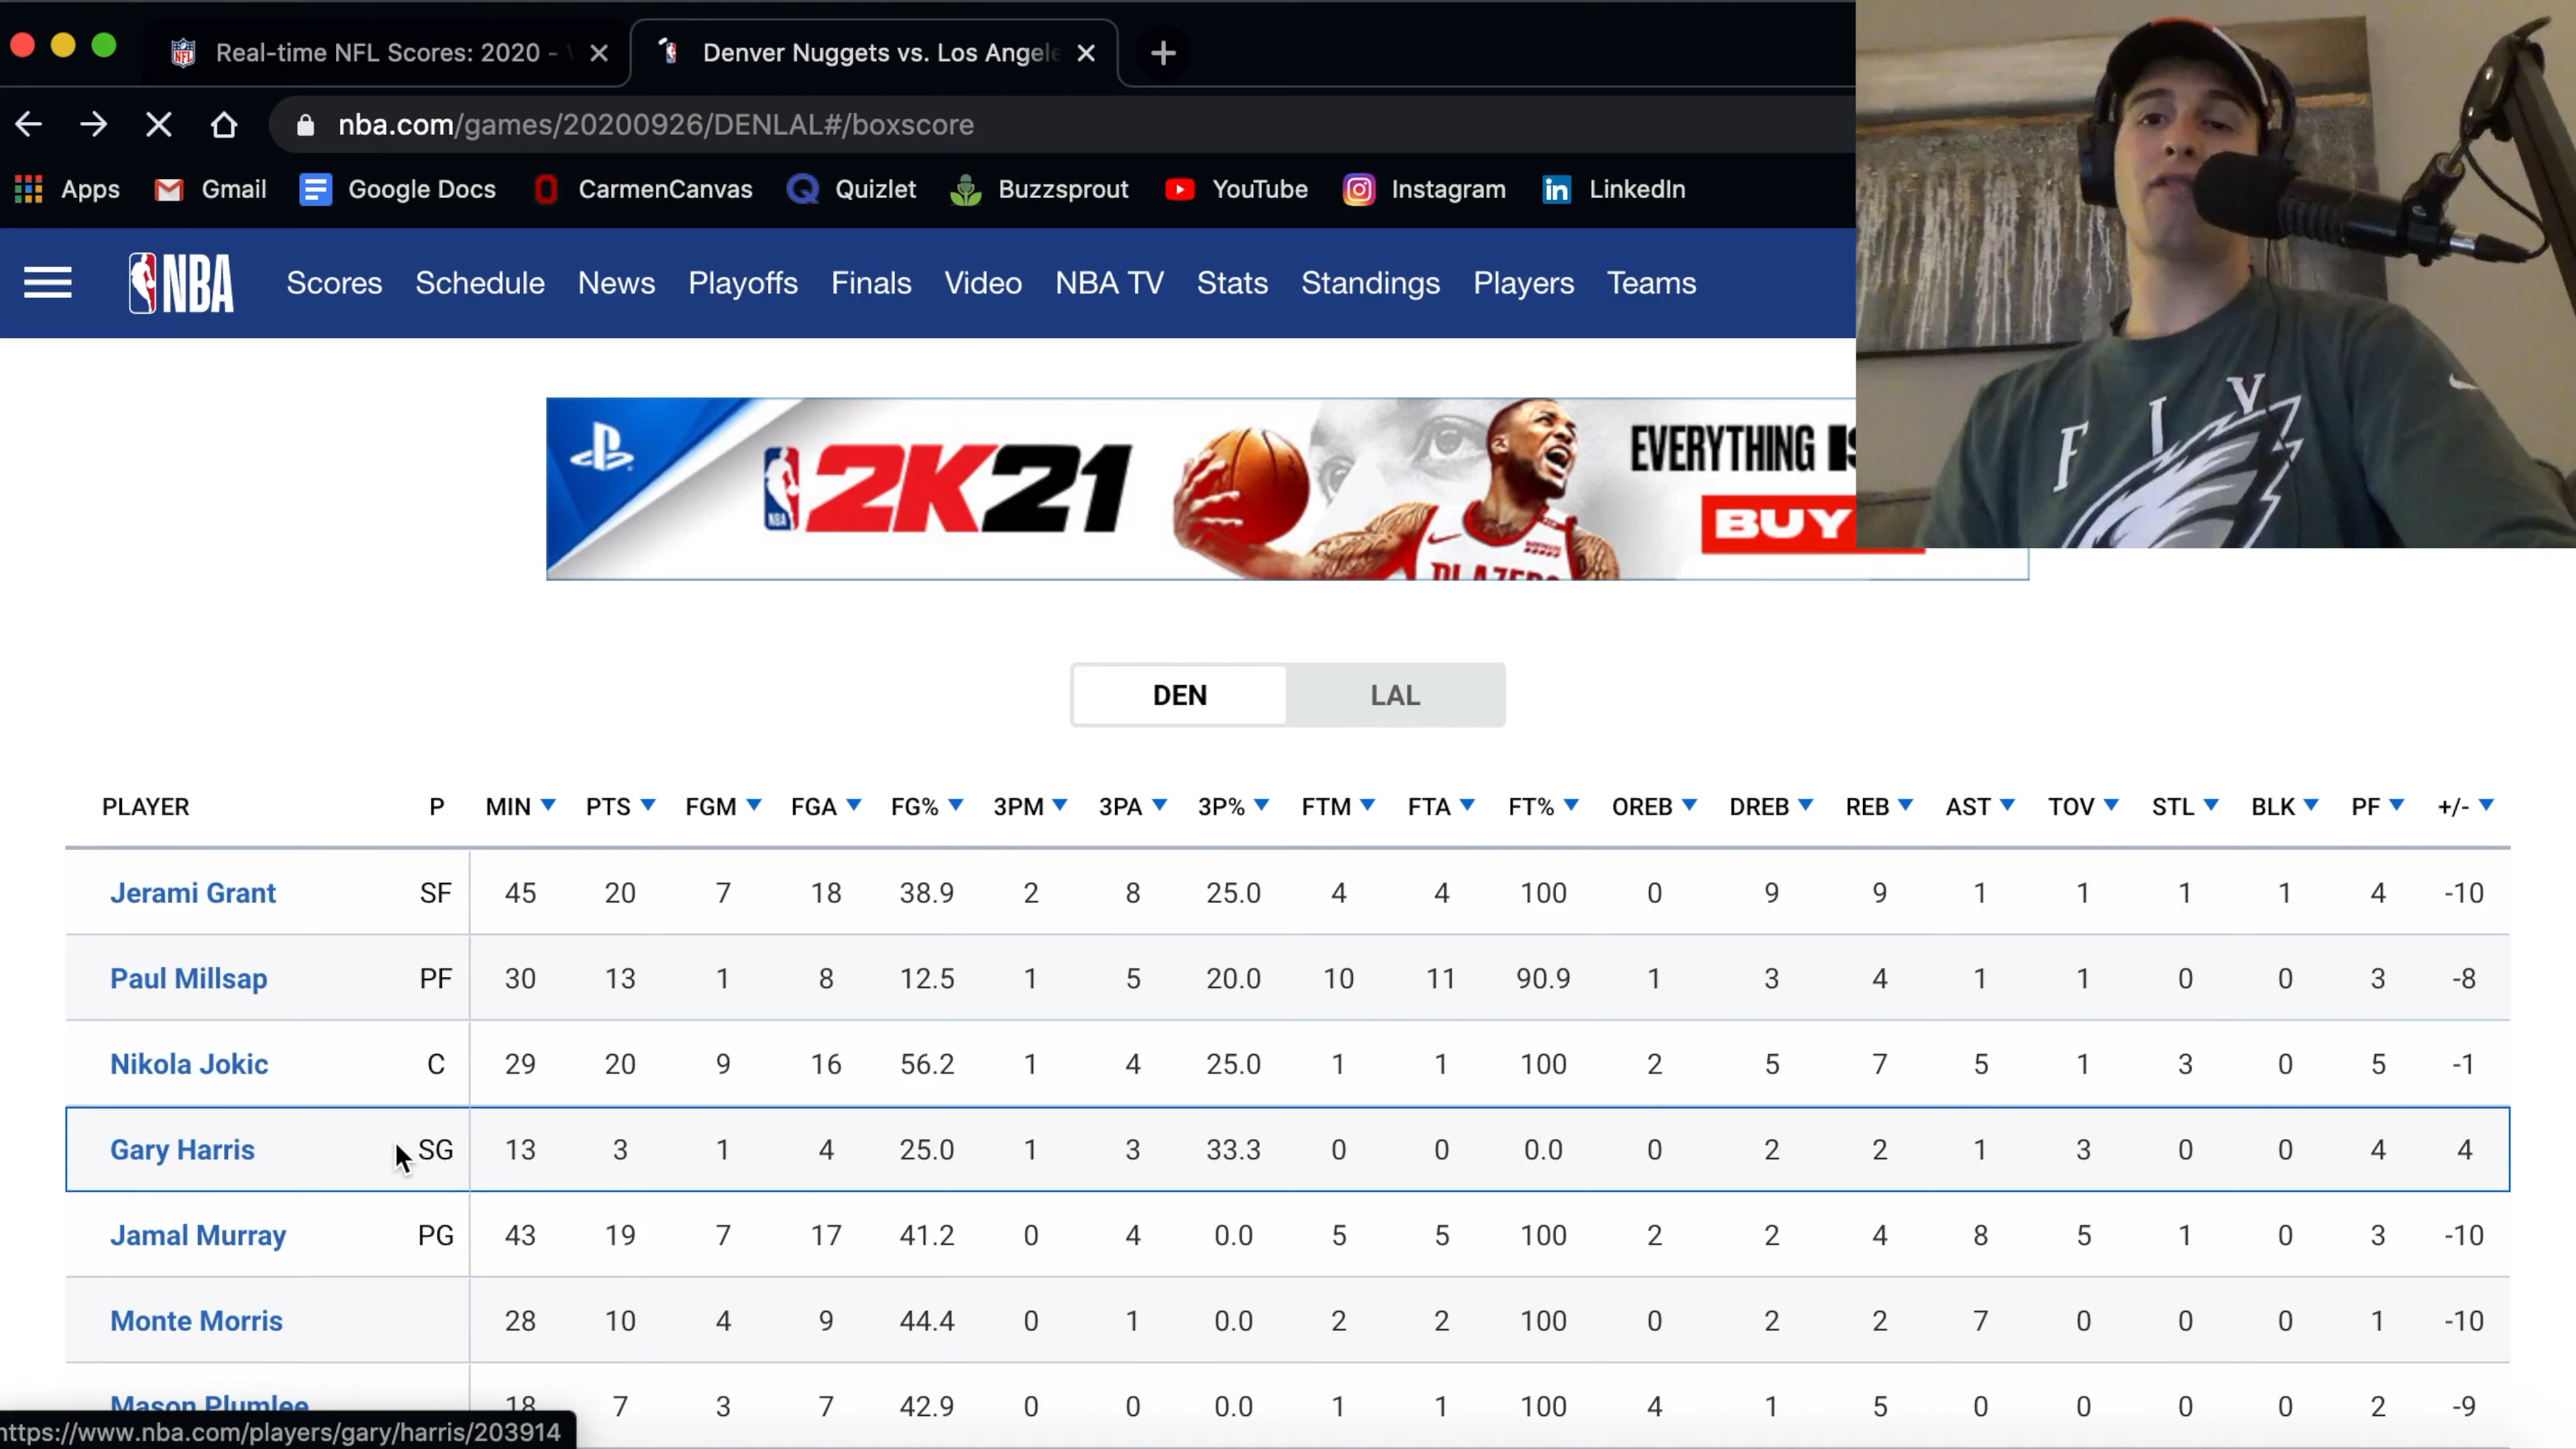 Real-time NFL Scores: 2020 -
Denver Nuggets vs. Los Angele
nba.com/games/20200926/DENLAL#/boxscore
Apps Gmail Google Docs CarmenCanvas Quizlet Buzzsprout YouTube Instagram LinkedIn
NBA Scores Schedule News Playoffs Finals Video NBA TV Stats Standings Players Teams
FLY
NBA 2K21
EVERYTHING IS
BUY
DEN LAL
PLAYER P MIN PTS FGM FGA FG% 3PM 3PA 3P% FTM FTA FT% OREB DREB REB AST TOV STL BLK PF +/-
Jerami Grant SF 45 20 7 18 38.9 2 8 25.0 4 4 100 0 9 9 1 1 1 1 4 -10
Paul Millsap PF 30 13 1 8 12.5 1 5 20.0 10 11 90.9 1 3 4 1 1 0 0 3 -8
Nikola Jokic C 29 20 9 16 56.2 1 4 25.0 1 1 100 2 5 7 5 1 3 0 5 -1
Gary Harris SG 13 3 1 4 25.0 1 3 33.3 0 0 0.0 0 2 2 1 3 0 0 4 4
Jamal Murray PG 43 19 7 17 41.2 0 4 0.0 5 5 100 2 2 4 8 5 1 0 3 -10
Monte Morris 28 10 4 9 44.4 0 1 0.0 2 2 100 0 2 2 7 0 0 0 1 -10
Mason Plumlee 18 7 3 7 42.9 0 0 0.0 1 1 100 4 1 5 0 0 0 0 2 -9
https://www.nba.com/players/gary/harris/203914